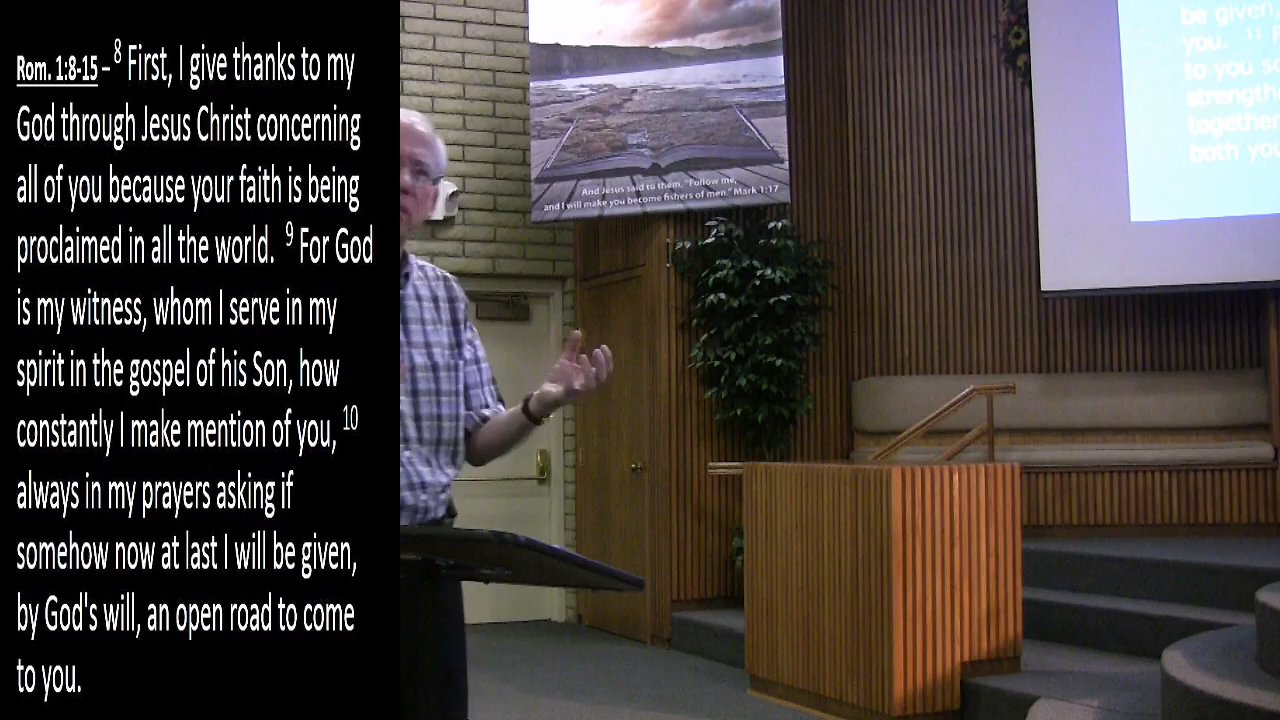 Rom. 1:8-15 – 8 First, I give thanks to my
God through Jesus Christ concerning
all of you because your faith is being
proclaimed in all the world. 9 For God
is my witness, whom I serve in my
spirit in the gospel of his Son, how
constantly I make mention of you, 10
always in my prayers asking if
somehow now at last I will be given,
by God's will, an open road to come
to you.
And Jesus said to them, "Follow me,
and I will make you become fishers of men." Mark 1:17
be given,
you. 11
to you so
together
both you